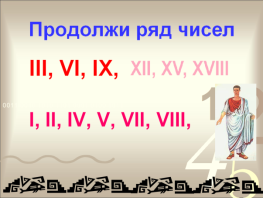 Продолжи ряд чисел
III, VI, IX, XII, XV, XVIII
I, II, IV, V, VII, VIII,